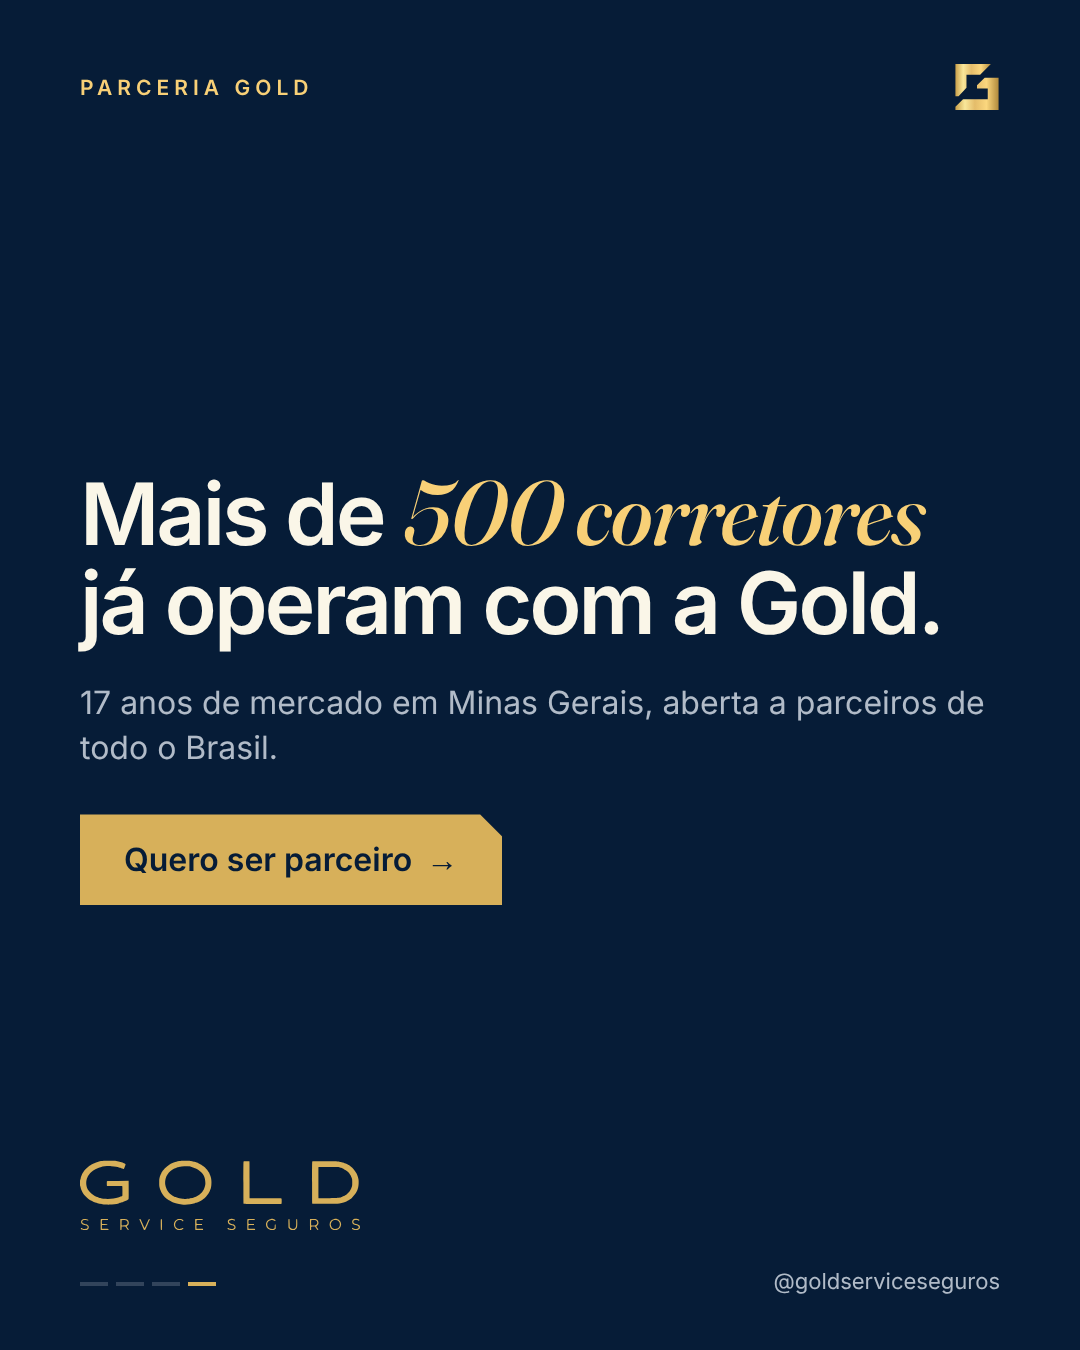 PARCERIA GOLD
Mais de 500 corretores
já operam com a Gold.
17 anos de mercado em Minas Gerais, aberta a parceiros de
todo o Brasil.
Quero ser parceiro →
GOLD
SERVICE SEGUROS
@goldserviceseguros